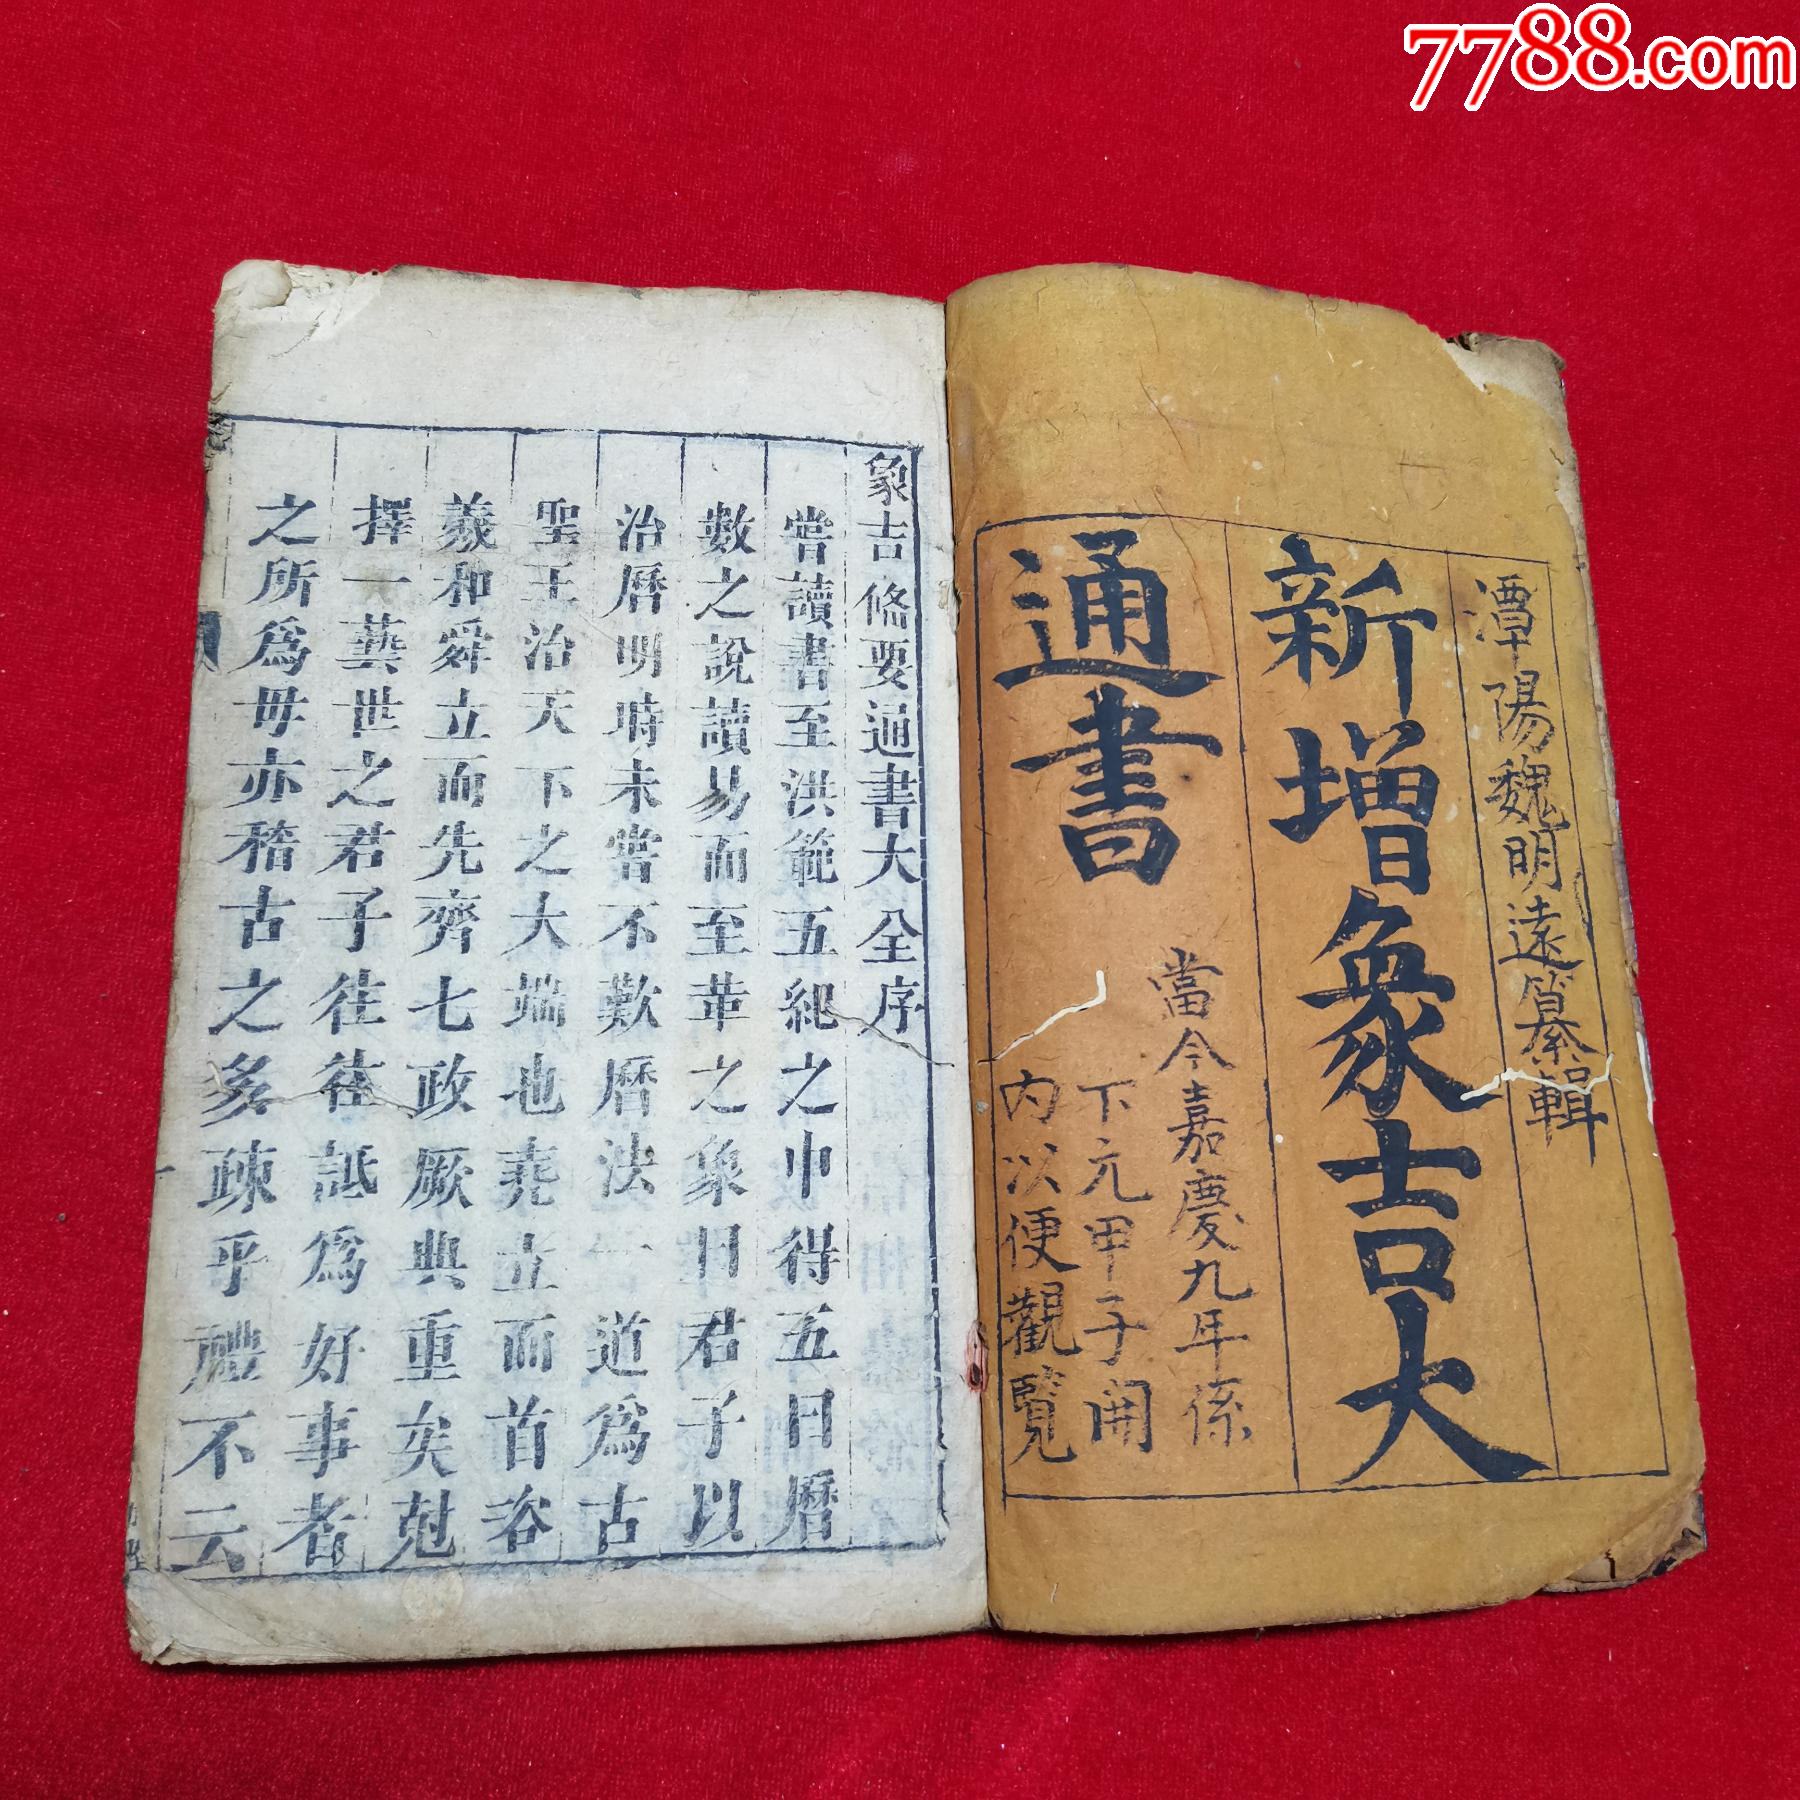 7788.com
潭陽魏明遠纂輯
新增象吉大
通書
當今嘉慶九年係
下元甲子開
內以便觀覽
象吉修要通書大全序
嘗讀書至洪範五紀之中得五日曆
數之說讀易而至革之象曰君子以
治曆明時未嘗不歎曆法一道為古
聖王治天下之大端也堯立而首咨
羲和舜立而先齊七政厥典重矣尅
擇一藝世之君子往往詆為好事者
之所為毋亦稽古之多疎乎禮不云